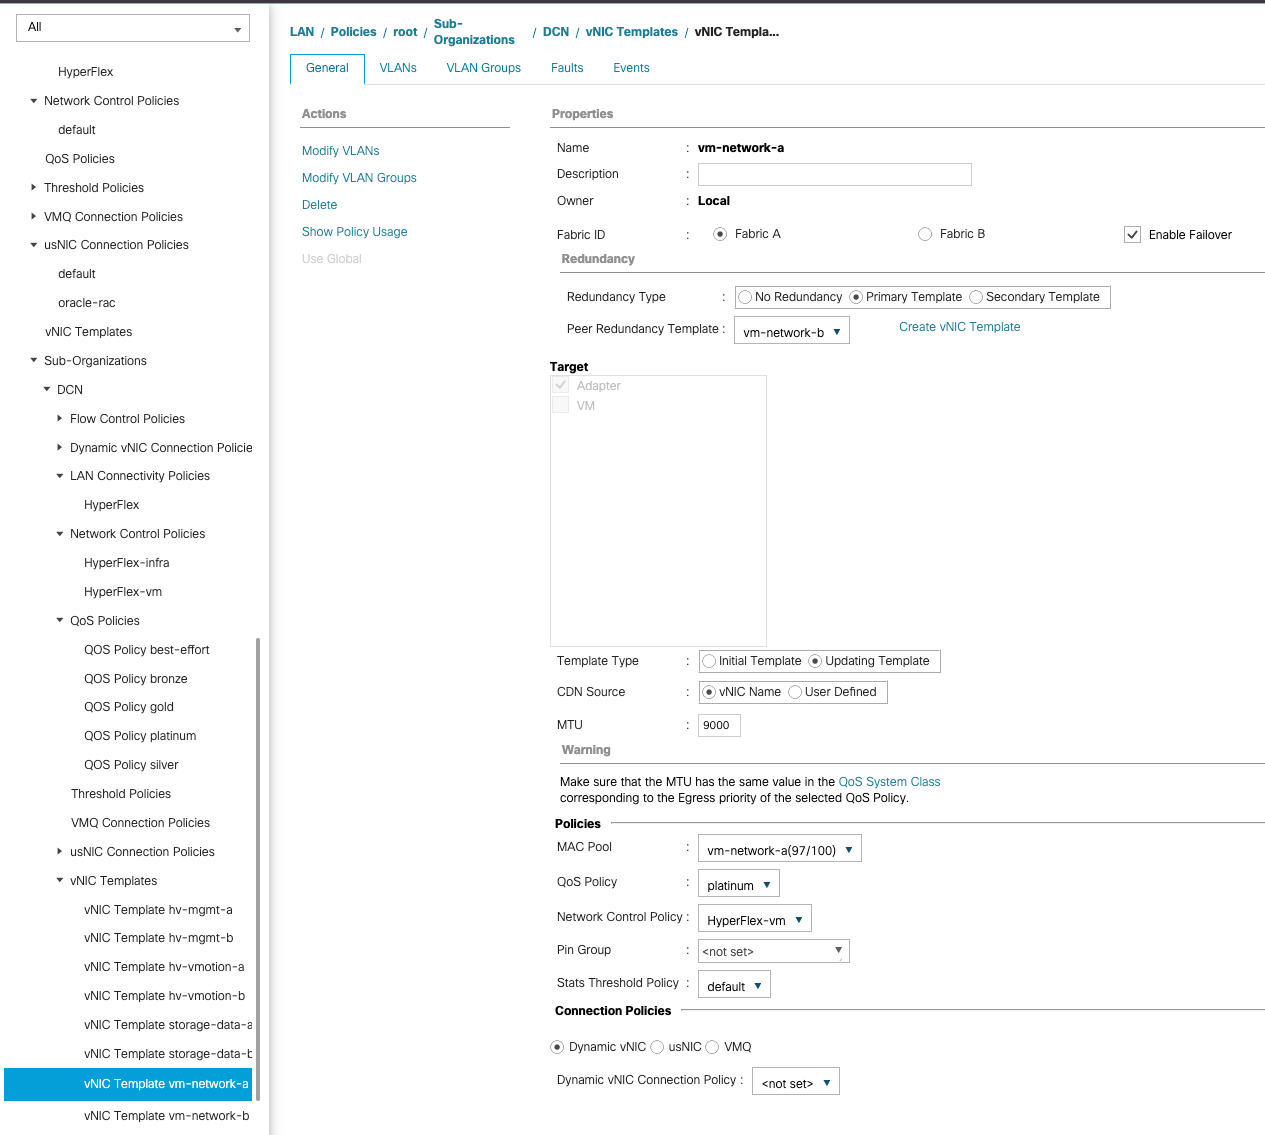 All
HyperFlex
Network Control Policies
default
QoS Policies
Threshold Policies
VMQ Connection Policies
usNIC Connection Policies
default
oracle-rac
vNIC Templates
Sub-Organizations
DCN
Flow Control Policies
Dynamic vNIC Connection Policie
LAN Connectivity Policies
HyperFlex
Network Control Policies
HyperFlex-infra
HyperFlex-vm
QoS Policies
QOS Policy best-effort
QOS Policy bronze
QOS Policy gold
QOS Policy platinum
QOS Policy silver
Threshold Policies
VMQ Connection Policies
usNIC Connection Policies
vNIC Templates
vNIC Template hv-mgmt-a
vNIC Template hv-mgmt-b
vNIC Template hv-vmotion-a
vNIC Template hv-vmotion-b
vNIC Template storage-data-a
vNIC Template storage-data-b
vNIC Template vm-network-a
vNIC Template vm-network-b
LAN / Policies / root / Sub-Organizations / DCN / vNIC Templates / vNIC Templa...
General VLANs VLAN Groups Faults Events
Actions
Modify VLANs
Modify VLAN Groups
Delete
Show Policy Usage
Use Global
Properties
Name : vm-network-a
Description :
Owner : Local
Fabric ID : Fabric A Fabric B Enable Failover
Redundancy
Redundancy Type : No Redundancy Primary Template Secondary Template
Peer Redundancy Template : vm-network-b Create vNIC Template
Target
Adapter
VM
Template Type : Initial Template Updating Template
CDN Source : vNIC Name User Defined
MTU : 9000
Warning
Make sure that the MTU has the same value in the QoS System Class
corresponding to the Egress priority of the selected QoS Policy.
Policies
MAC Pool : vm-network-a(97/100)
QoS Policy : platinum
Network Control Policy : HyperFlex-vm
Pin Group : <not set>
Stats Threshold Policy : default
Connection Policies
Dynamic vNIC usNIC VMQ
Dynamic vNIC Connection Policy : <not set>